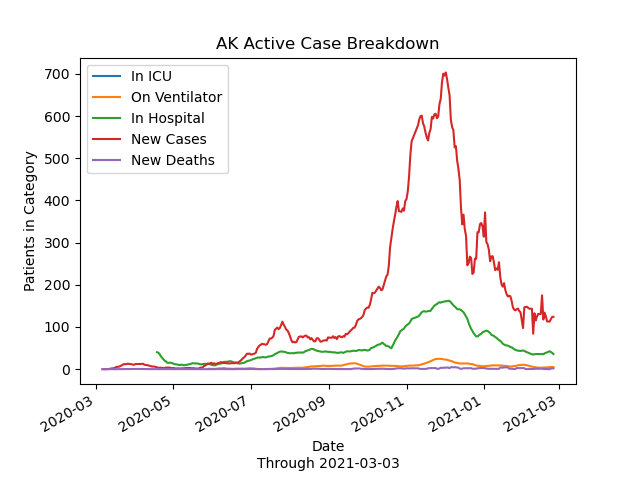 AK Active Case Breakdown
In ICU
On Ventilator
In Hospital
New Cases
New Deaths
Patients in Category
700
600
500
400
300
200
100
0
2020-03
2020-05
2020-07
2020-09
2020-11
2021-01
2021-03
Date
Through 2021-03-03